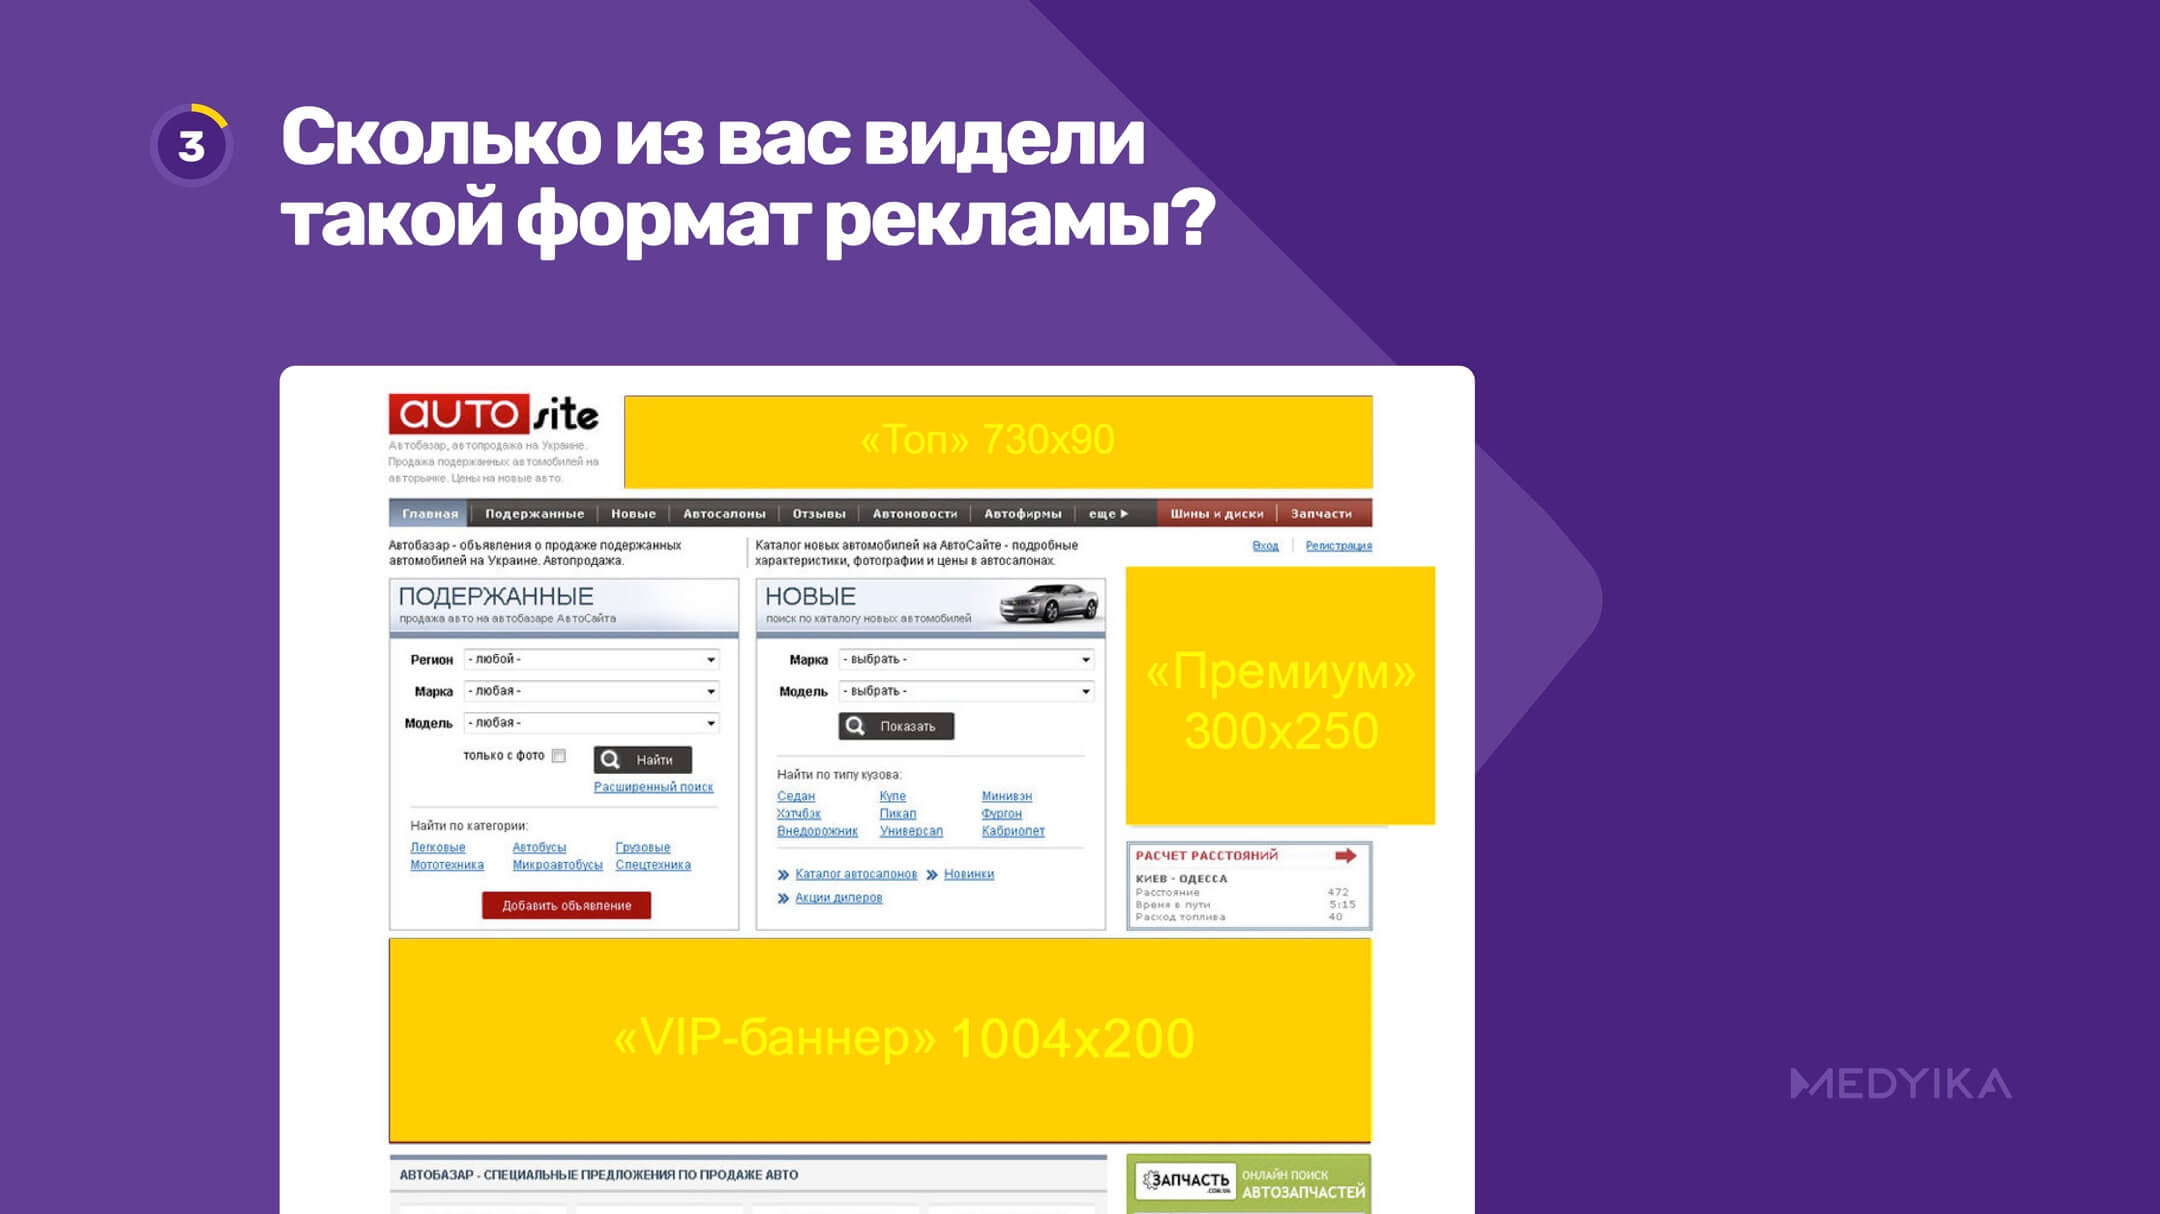 3
Сколько из вас видели
такой формат рекламы?
AUTO site
Автобазар, автопродажа на Украине.
Продажа подержанных автомобилей на
авторынке. Цены на новые авто.
«Топ» 730x90
Главная Подержанные Новые Автосалоны Отзывы Автоновости Автофирмы еще Шины и диски Запчасти
Автобазар - объявления о продаже подержанных
автомобилей на Украине. Автопродажа.
Каталог новых автомобилей на АвтоСайте - подробные
характеристики, фотографии и цены в автосалонах.
Вход Регистрация
ПОДЕРЖАННЫЕ
продажа авто на автобазаре АвтоСайта
Регион - любой -
Марка - любая -
Модель - любая -
только с фото Найти
Расширенный поиск
Найти по категории:
Легковые Автобусы Грузовые
Мототехника Микроавтобусы Спецтехника
Добавить объявление
НОВЫЕ
поиск по каталогу новых автомобилей
Марка - выбрать -
Модель - выбрать -
Показать
Найти по типу кузова:
Седан Купе Минивэн
Хэтчбэк Пикап Фургон
Внедорожник Универсал Кабриолет
Каталог автосалонов Новинки
Акции дилеров
«Премиум»
300x250
РАСЧЕТ РАССТОЯНИЙ
КИЕВ - ОДЕССА
Расстояние 472
Время в пути 5:15
Расход топлива 40
«VIP-баннер» 1004x200
АВТОБАЗАР - СПЕЦИАЛЬНЫЕ ПРЕДЛОЖЕНИЯ ПО ПРОДАЖЕ АВТО
ЗАПЧАСТЬ
.COM.UA
ОНЛАЙН ПОИСК
АВТОЗАПЧАСТЕЙ
MEDYIKA